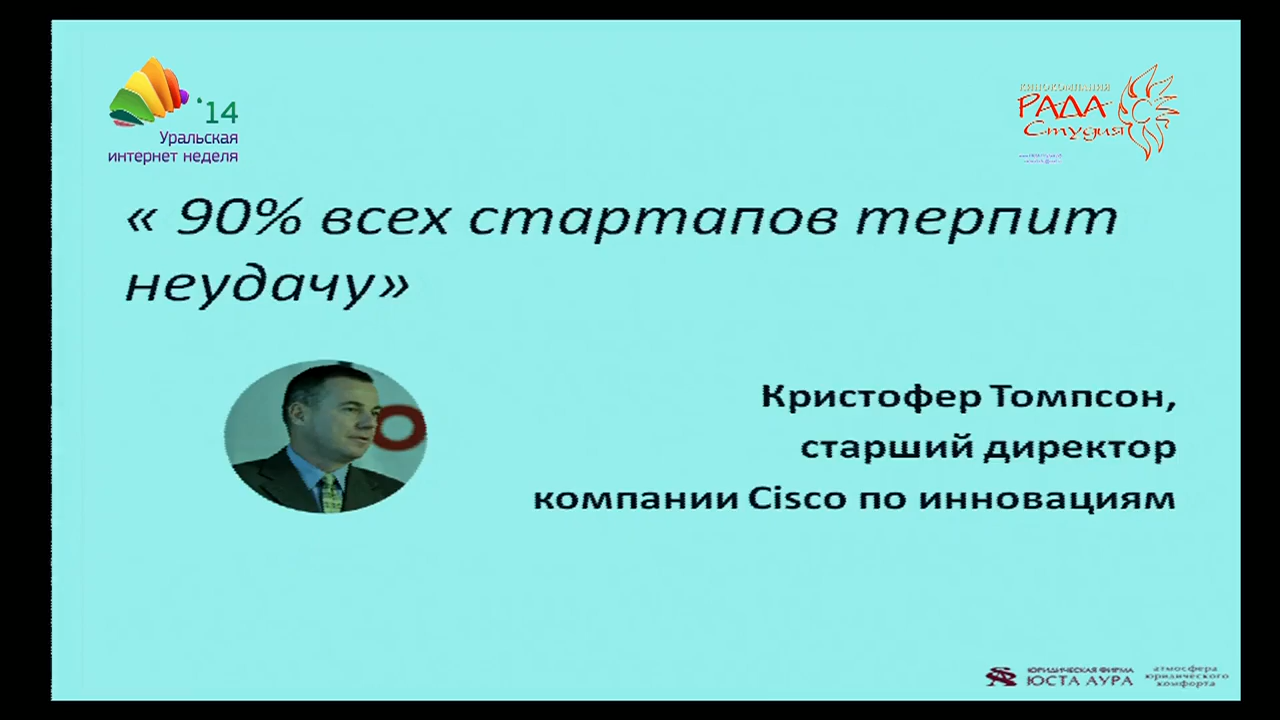 '14
Уральская
интернет неделя
КИНОКОМПАНИЯ
РАДА
Студия
« 90% всех стартапов терпит
неудачу»
Кристофер Томпсон,
старший директор
компании Cisco по инновациям
ЮРИДИЧЕСКАЯ ФИРМА
ЮСТА АУРА
атмосфера
юридического
комфорта